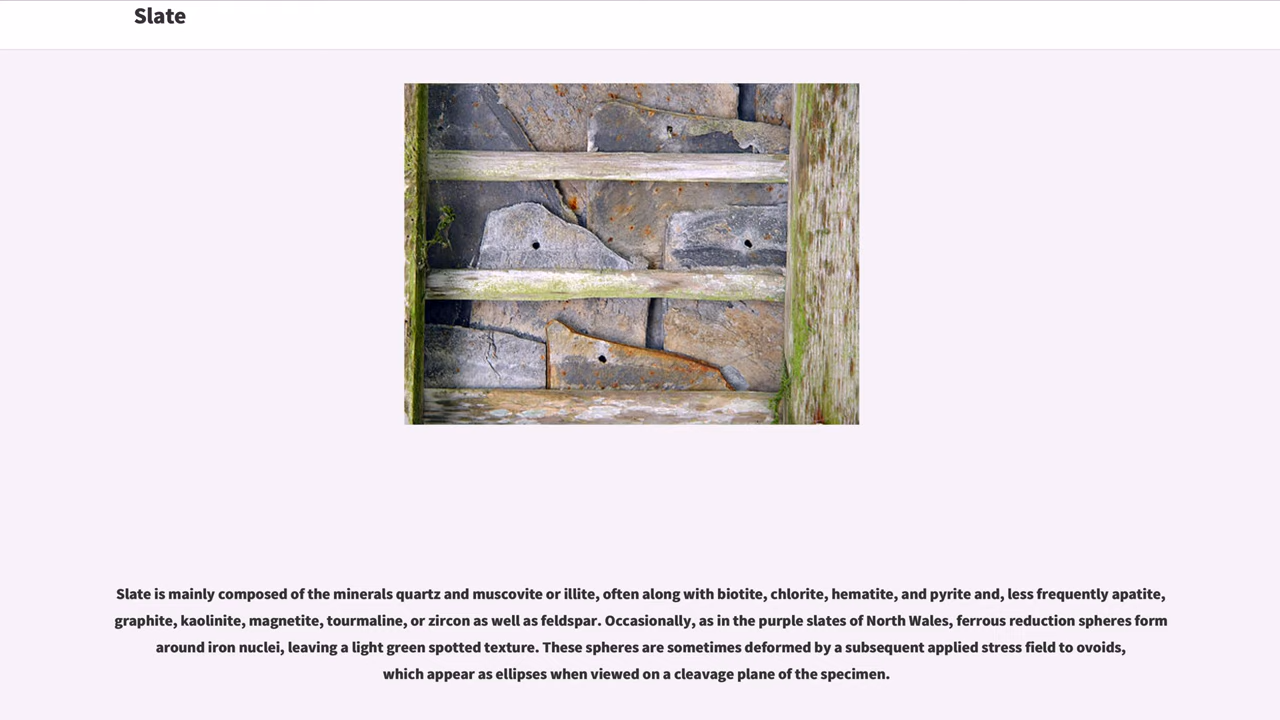 Slate
Slate is mainly composed of the minerals quartz and muscovite or illite, often along with biotite, chlorite, hematite, and pyrite and, less frequently apatite,
graphite, kaolinite, magnetite, tourmaline, or zircon as well as feldspar. Occasionally, as in the purple slates of North Wales, ferrous reduction spheres form
around iron nuclei, leaving a light green spotted texture. These spheres are sometimes deformed by a subsequent applied stress field to ovoids,
which appear as ellipses when viewed on a cleavage plane of the specimen.